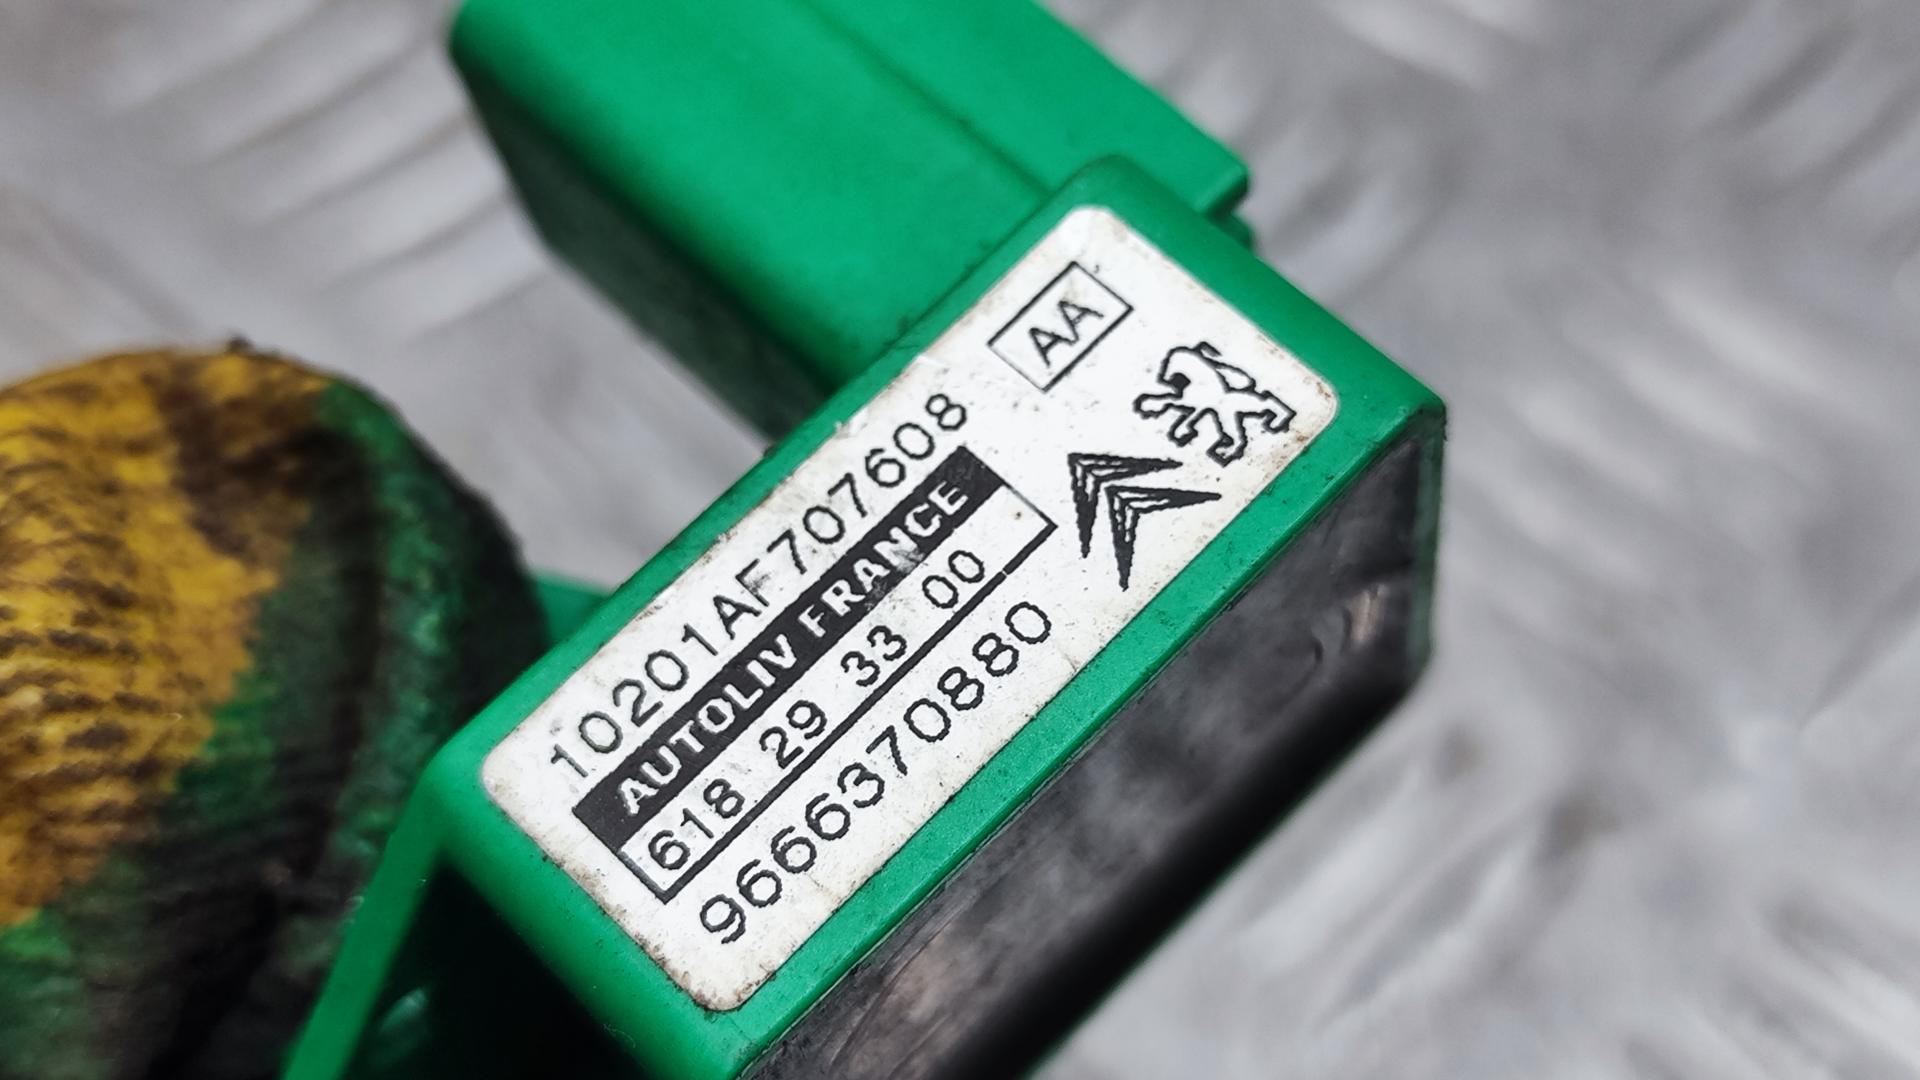 AA
10201AF707608
AUTOLIV FRANCE
618 29 33 00
9666370880